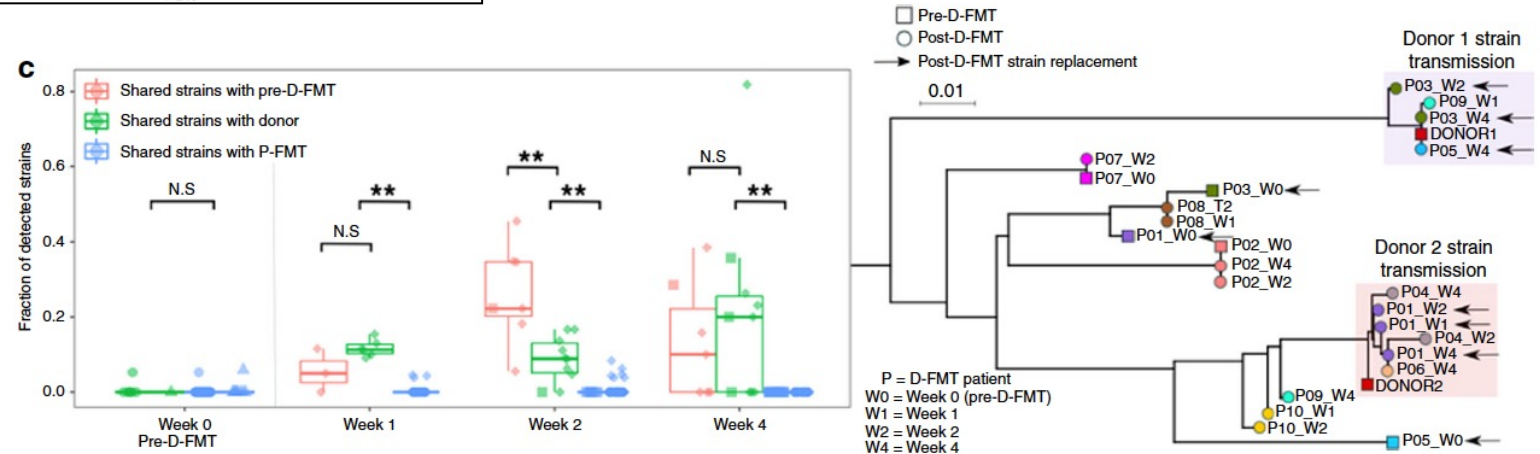 c
0.8
0.6
0.4
0.2
0.0
Fraction of detected strains
Shared strains with pre-D-FMT
Shared strains with donor
Shared strains with P-FMT
N.S
N.S
**
**
**
N.S
**
Week 0
Pre-D-FMT
Week 1
Week 2
Week 4
Pre-D-FMT
Post-D-FMT
Post-D-FMT strain replacement
0.01
Donor 1 strain
transmission
P03_W2
P09_W1
P03_W4
DONOR1
P05_W4
P07_W2
P07_W0
P03_W0
P08_T2
P08_W1
P01_W0
P02_W0
P02_W4
P02_W2
Donor 2 strain
transmission
P04_W4
P01_W2
P01_W1
P04_W2
P01_W4
P06_W4
DONOR2
P09_W4
P10_W1
P10_W2
P05_W0
P = D-FMT patient
W0 = Week 0 (pre-D-FMT)
W1 = Week 1
W2 = Week 2
W4 = Week 4